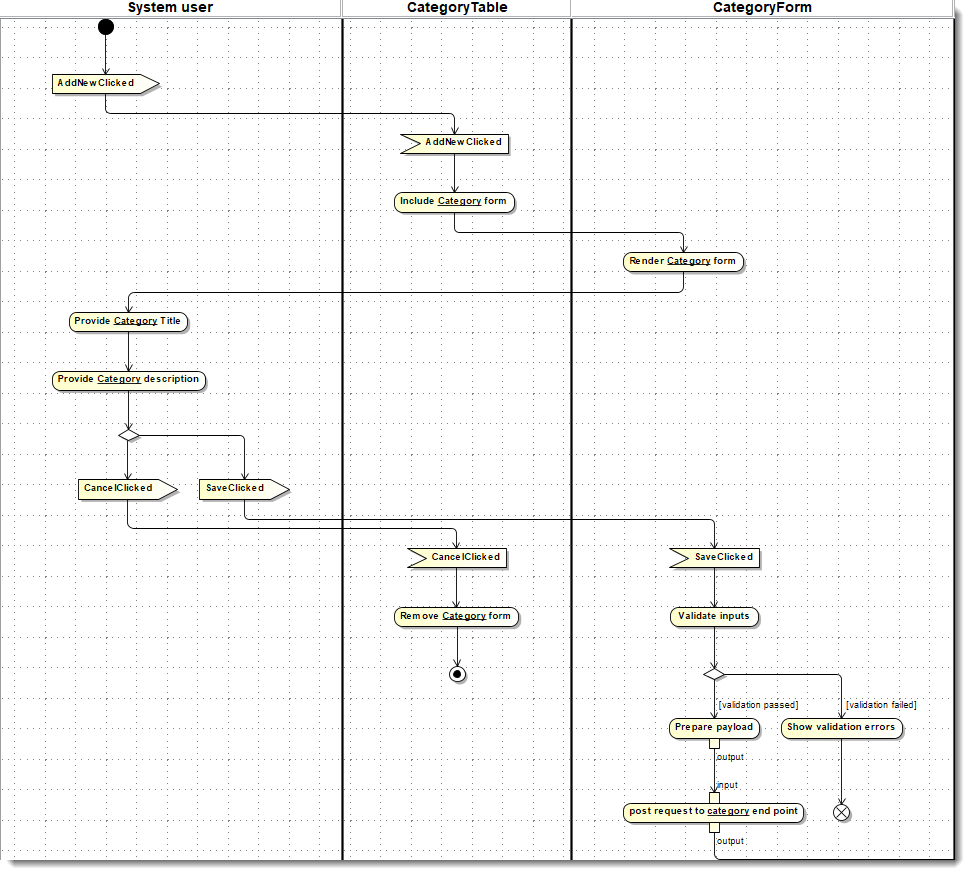 System user
CategoryTable
CategoryForm
AddNewClicked
AddNewClicked
Include Category form
Render Category form
Provide Category Title
Provide Category description
CancelClicked
SaveClicked
CancelClicked
SaveClicked
Remove Category form
Validate inputs
[validation passed]
[validation failed]
Prepare payload
Show validation errors
output
input
post request to category end point
output